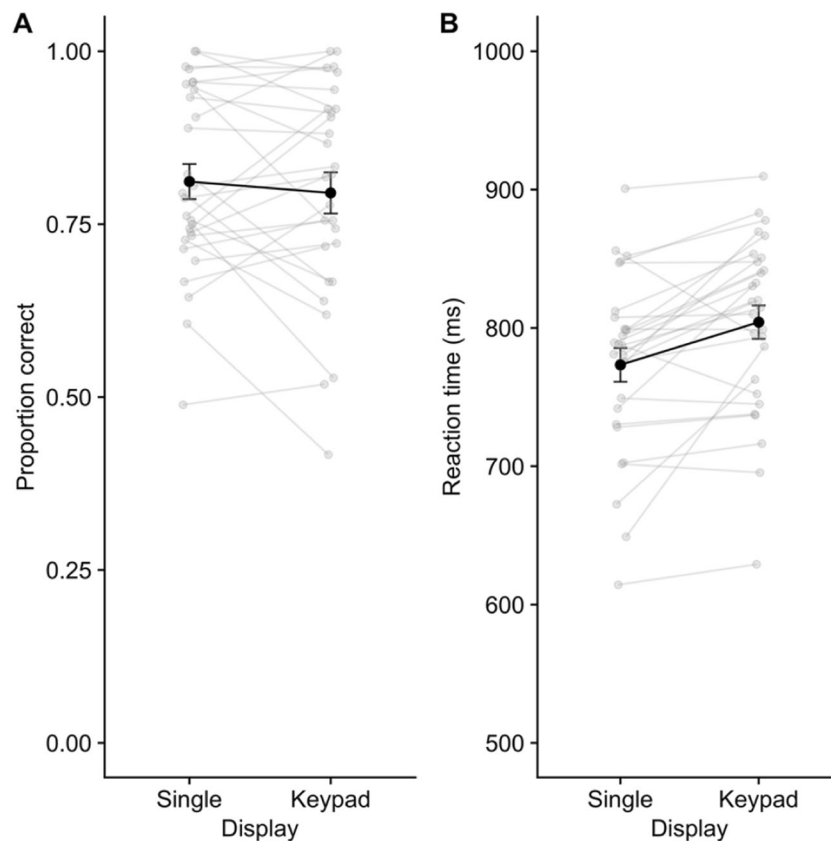 A
Proportion correct
1.00
0.75
0.50
0.25
0.00
Single Keypad
Display
B
Reaction time (ms)
1000
900
800
700
600
500
Single Keypad
Display